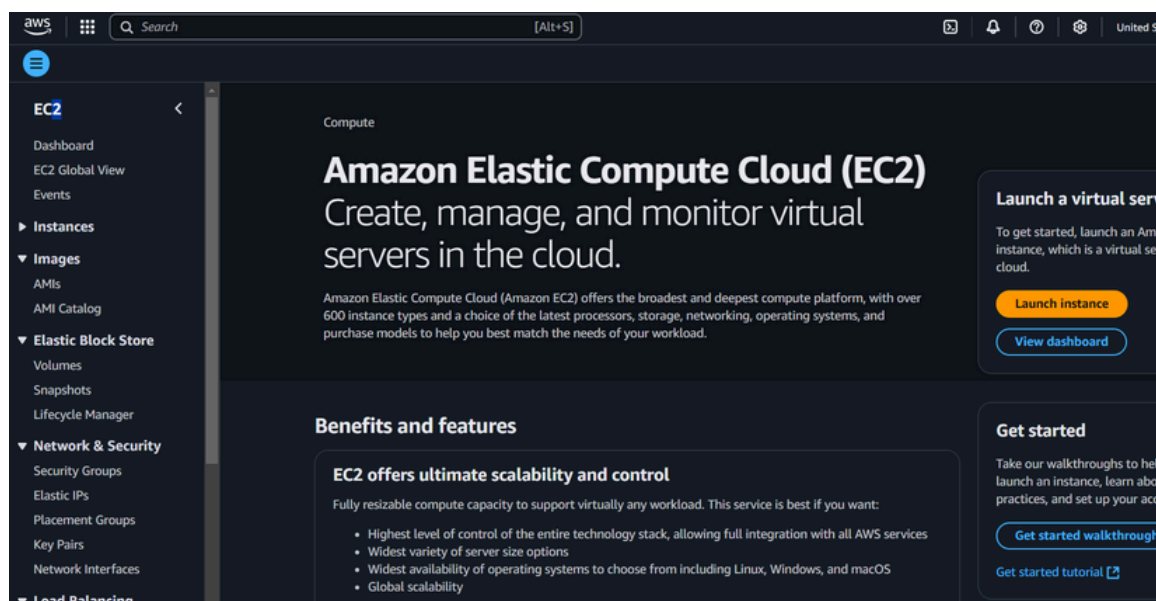 aws
Search
[Alt+S]
United S
EC2
Dashboard
EC2 Global View
Events
Instances
Images
AMIs
AMI Catalog
Elastic Block Store
Volumes
Snapshots
Lifecycle Manager
Network & Security
Security Groups
Elastic IPs
Placement Groups
Key Pairs
Network Interfaces
Load Balancing
Compute
Amazon Elastic Compute Cloud (EC2)
Create, manage, and monitor virtual
servers in the cloud.
Amazon Elastic Compute Cloud (Amazon EC2) offers the broadest and deepest compute platform, with over
600 instance types and a choice of the latest processors, storage, networking, operating systems, and
purchase models to help you best match the needs of your workload.
Launch a virtual serv
To get started, launch an Am
instance, which is a virtual se
cloud.
Launch instance
View dashboard
Benefits and features
EC2 offers ultimate scalability and control
Fully resizable compute capacity to support virtually any workload. This service is best if you want:
• Highest level of control of the entire technology stack, allowing full integration with all AWS services
• Widest variety of server size options
• Widest availability of operating systems to choose from including Linux, Windows, and macOS
• Global scalability
Get started
Take our walkthroughs to hel
launch an instance, learn abo
practices, and set up your acc
Get started walkthrough
Get started tutorial